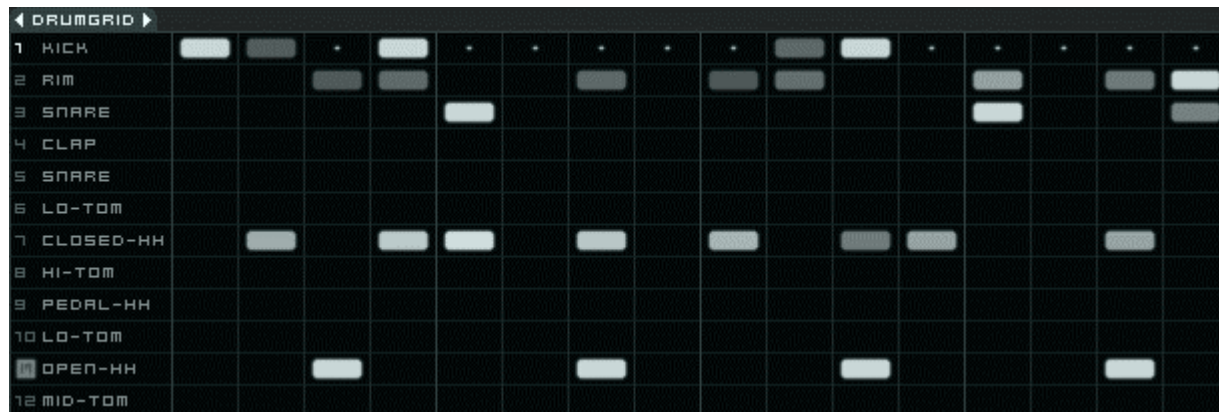 DRUMGRID
1 KICK
2 RIM
3 SNARE
4 CLAP
5 SNARE
6 LO-TOM
7 CLOSED-HH
8 HI-TOM
9 PEDAL-HH
10 LO-TOM
OPEN-HH
12 MID-TOM